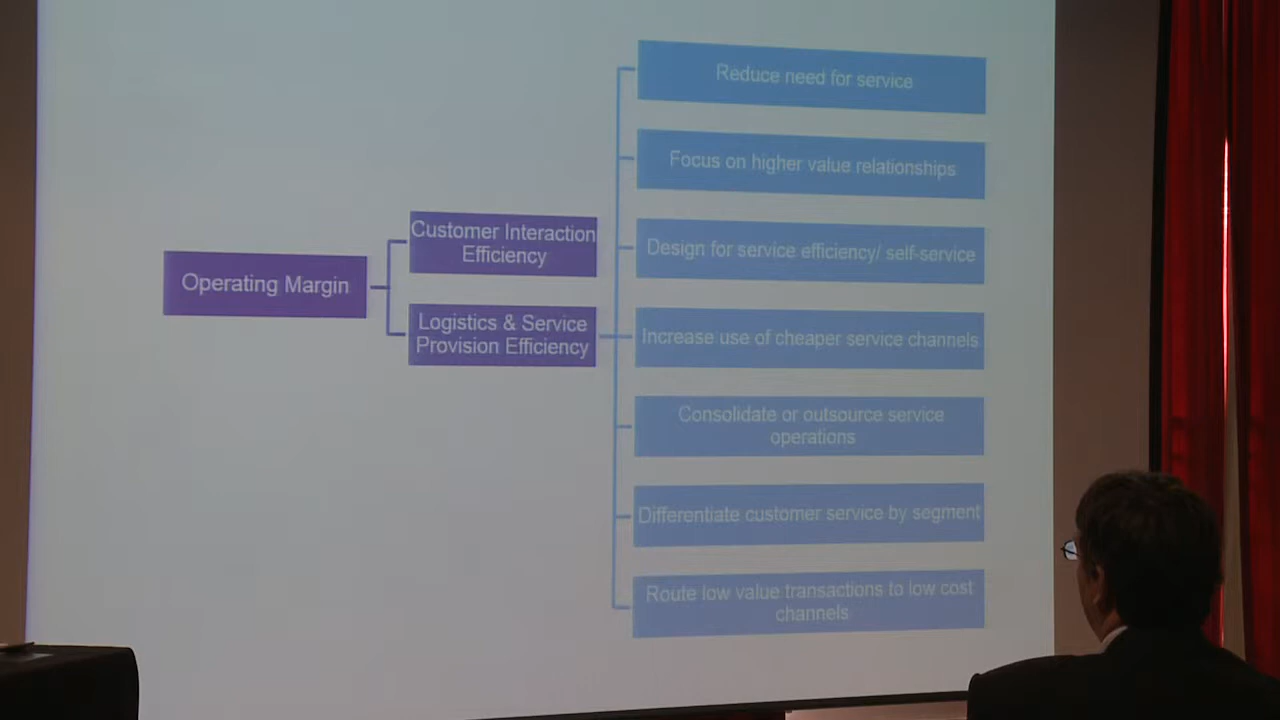 Operating Margin
Customer Interaction
Efficiency
Logistics & Service
Provision Efficiency
Reduce need for service
Focus on higher value relationships
Design for service efficiency/ self-service
Increase use of cheaper service channels
Consolidate or outsource service
operations
Differentiate customer service by segment
Route low value transactions to low cost
channels